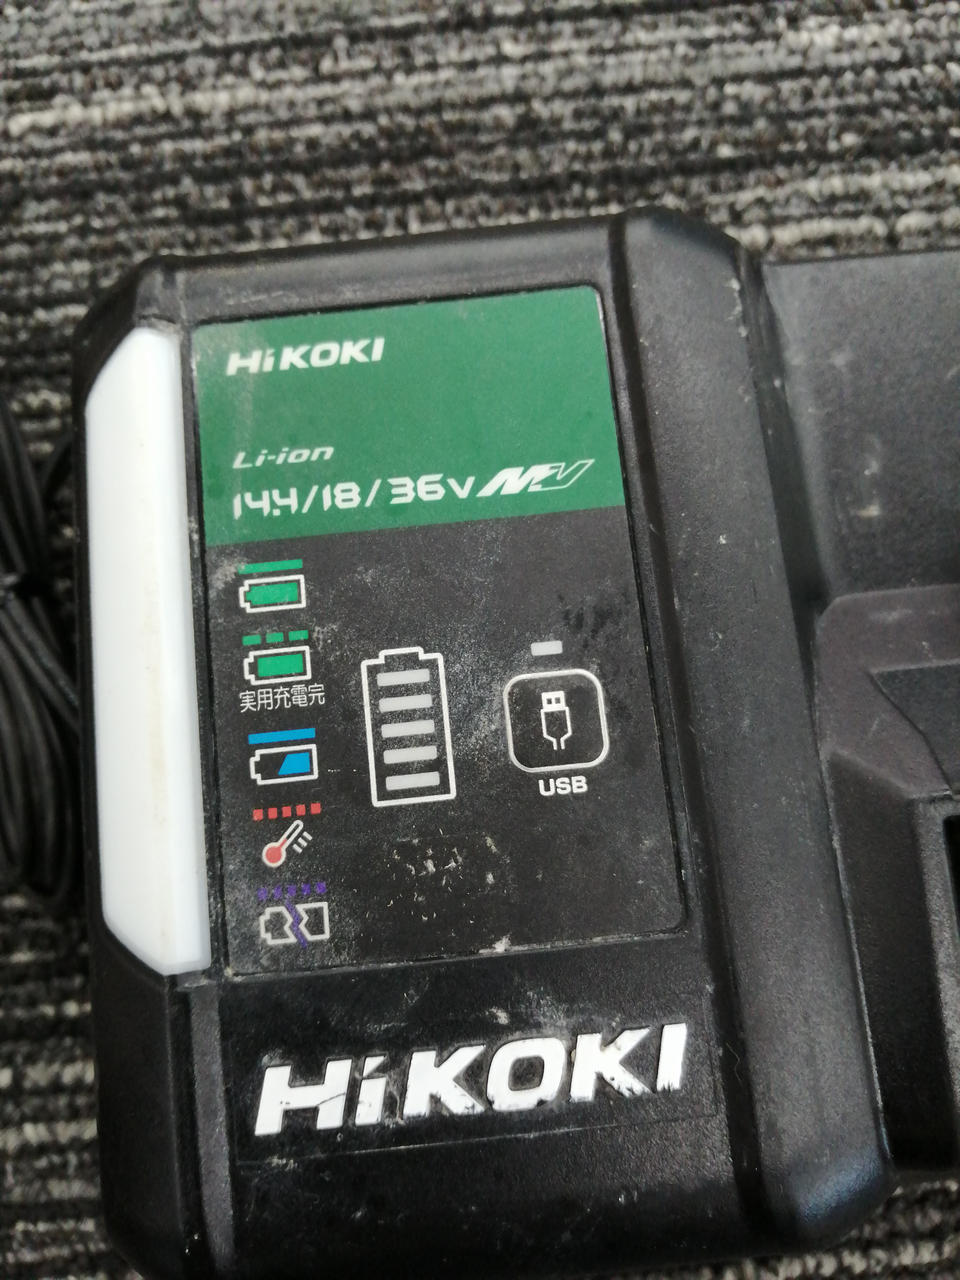 HiKOKI
Li-ion
14.4/18/36V MV
実用充電完
USB
HiKOKI